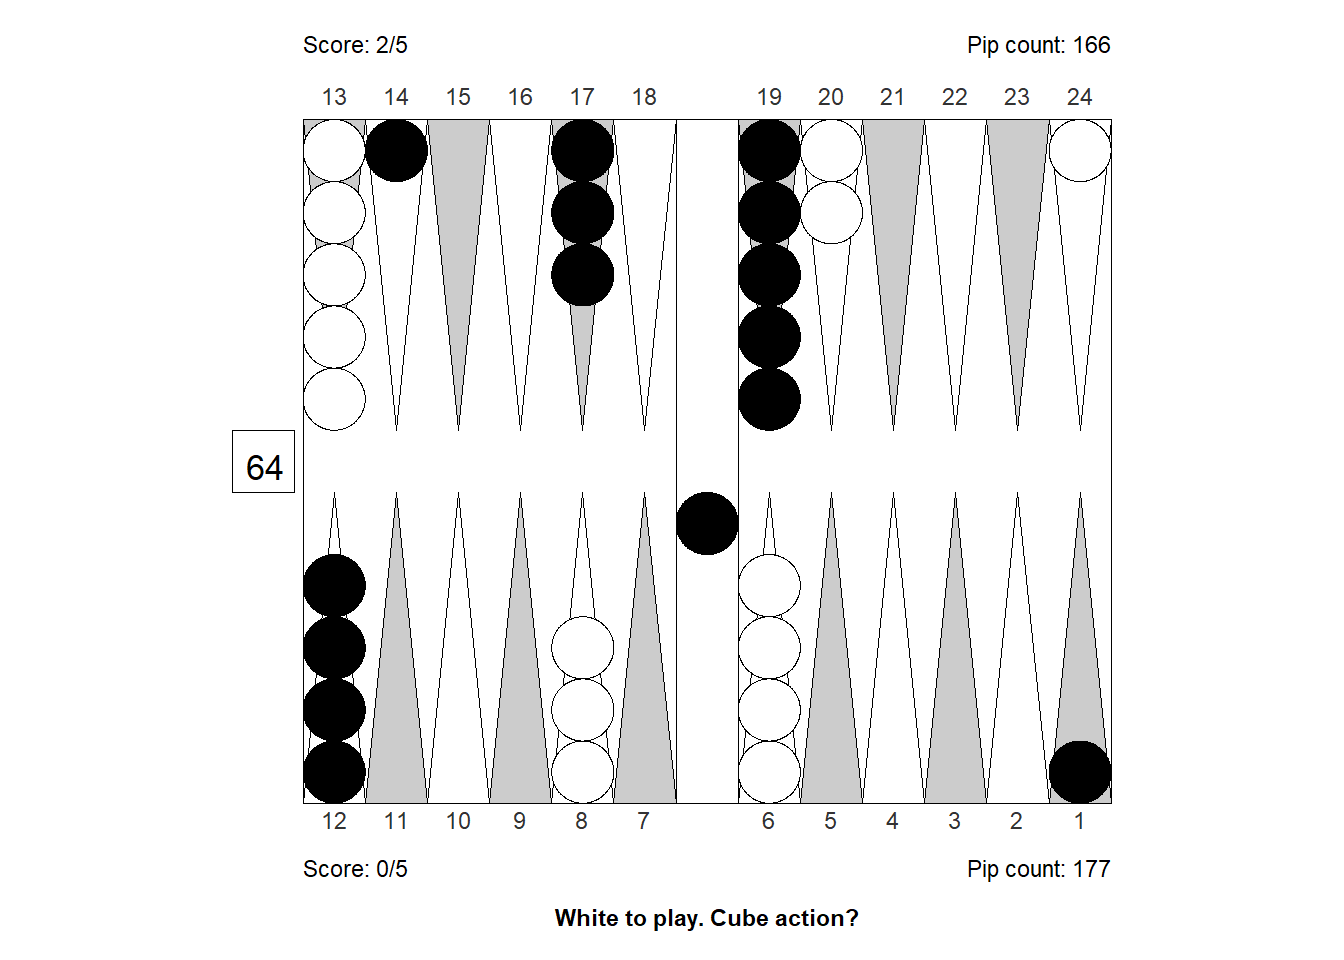 Score: 2/5 Pip count: 166
13 14 15 16 17 18 19 20 21 22 23 24
64
12 11 10 9 8 7 6 5 4 3 2 1
Score: 0/5 Pip count: 177
White to play. Cube action?